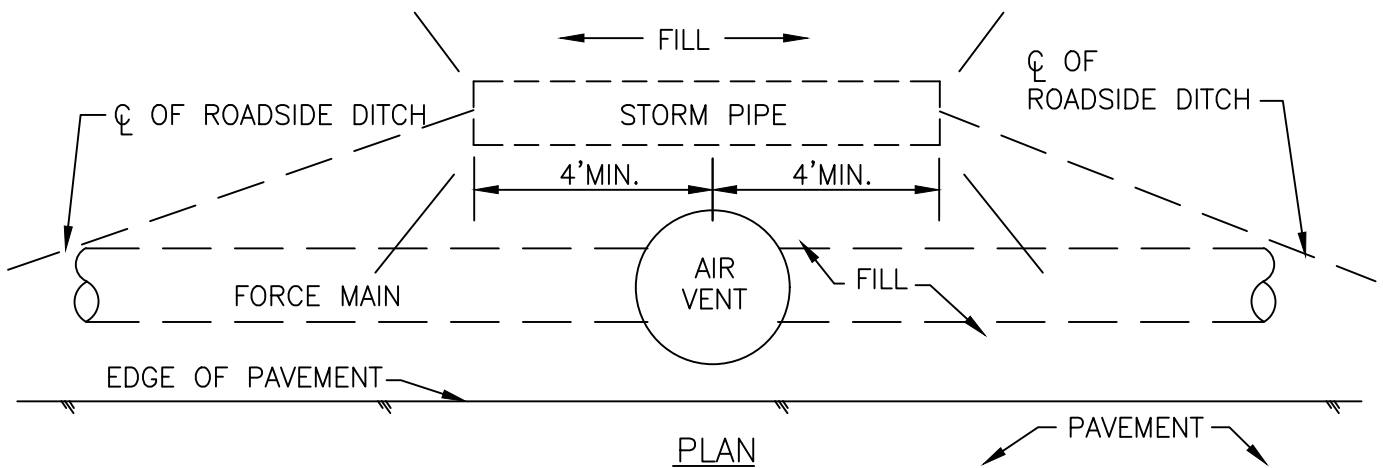 FILL
℄ OF
ROADSIDE DITCH
℄ OF ROADSIDE DITCH
STORM PIPE
4'MIN.
4'MIN.
AIR
VENT
FILL
FORCE MAIN
EDGE OF PAVEMENT
PAVEMENT
PLAN